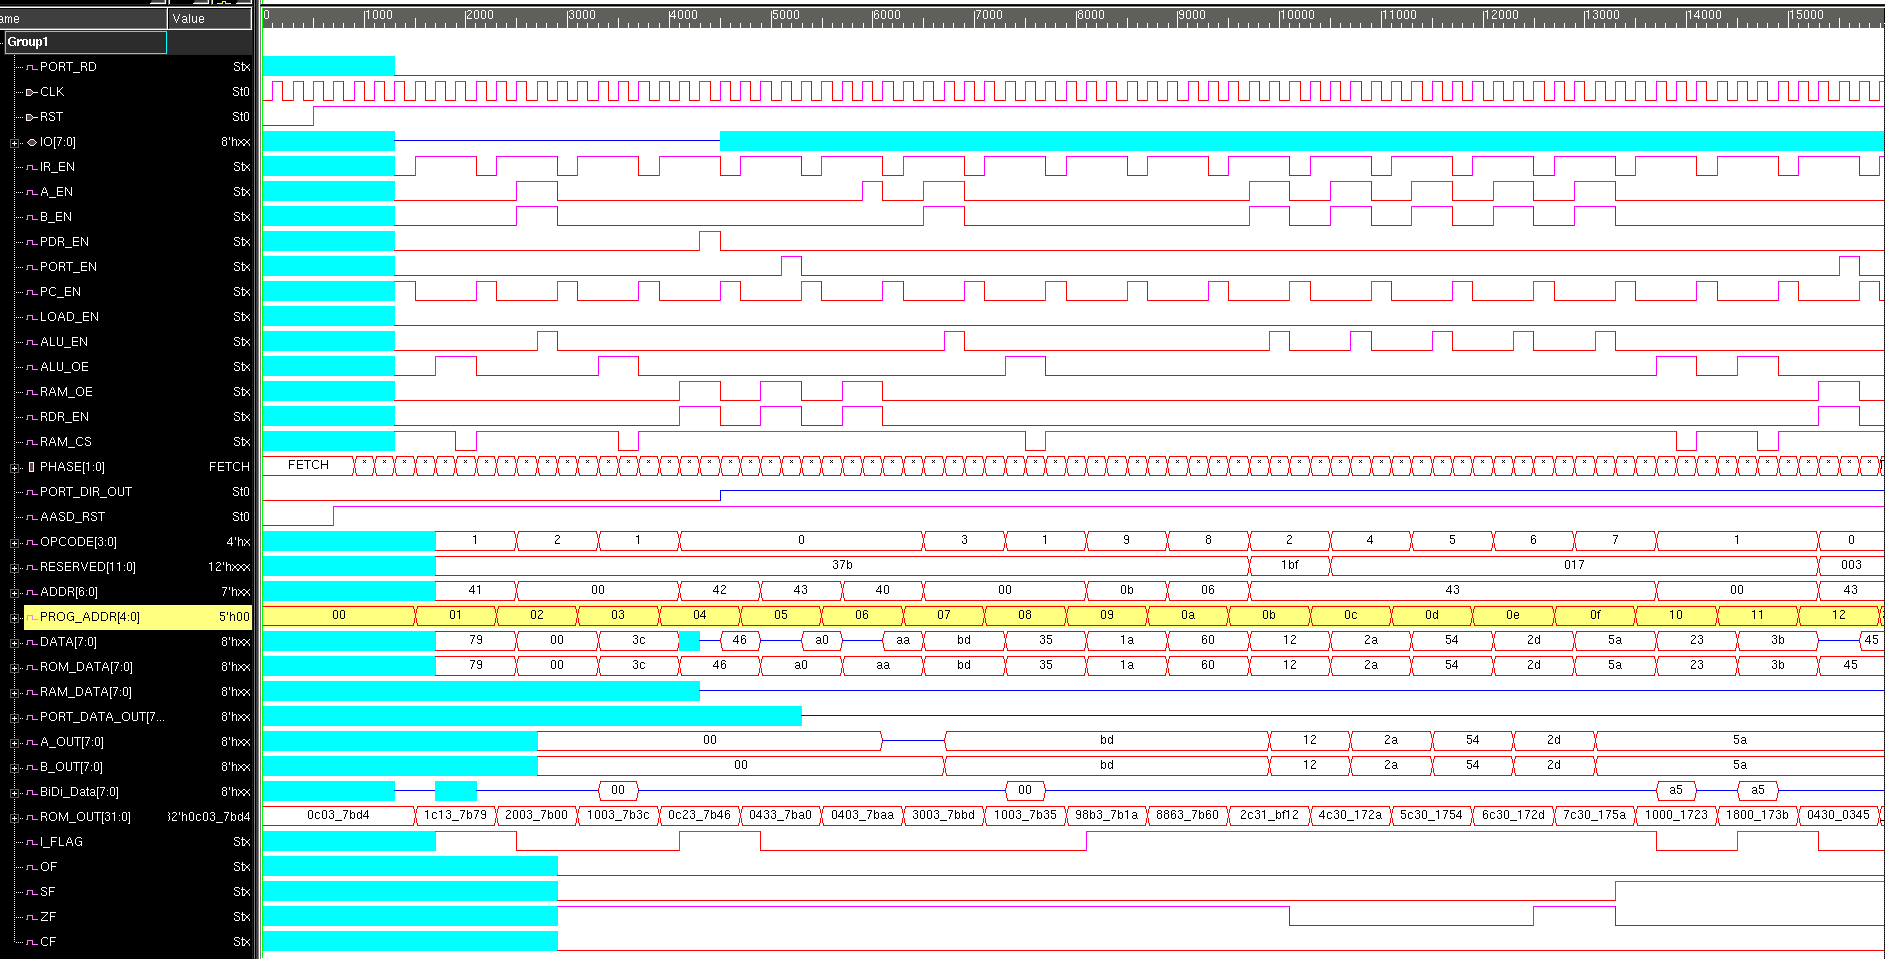 ame Value 0 1000 2000 3000 4000 5000 6000 7000 8000 9000 10000 11000 12000 13000 14000 15000
Group1
PORT_RD Stx
CLK St0
RST St0
IO[7:0] 8'hxx
IR_EN Stx
A_EN Stx
B_EN Stx
PDR_EN Stx
PORT_EN Stx
PC_EN Stx
LOAD_EN Stx
ALU_EN Stx
ALU_OE Stx
RAM_OE Stx
RDR_EN Stx
RAM_CS Stx
PHASE[1:0] FETCH FETCH × × × × × × × × × × × × × × × × × × × × × × × × × × × × × × × × × × × × × × × × × × × × × × × × × × × × × × × × × × × × × × × × × × × × × × × × × × ×
PORT_DIR_OUT St0
AASD_RST St0
OPCODE[3:0] 4'hx 1 2 1 0 3 1 9 8 2 4 5 6 7 1 0
RESERVED[11:0] 12'hxxx 37b 1bf 017 003
ADDR[6:0] 7'hxx 41 00 42 43 40 00 0b 06 43 00 43
PROG_ADDR[4:0] 5'h00 00 01 02 03 04 05 06 07 08 09 0a 0b 0c 0d 0e 0f 10 11 12
DATA[7:0] 8'hxx 79 00 3c 46 a0 aa bd 35 1a 60 12 2a 54 2d 5a 23 3b 45
ROM_DATA[7:0] 8'hxx 79 00 3c 46 a0 aa bd 35 1a 60 12 2a 54 2d 5a 23 3b 45
RAM_DATA[7:0] 8'hxx
PORT_DATA_OUT[7... 8'hxx
A_OUT[7:0] 8'hxx 00 bd 12 2a 54 2d 5a
B_OUT[7:0] 8'hxx 00 bd 12 2a 54 2d 5a
BiDi_Data[7:0] 8'hxx 00 00 a5 a5
ROM_OUT[31:0] 32'h0c03_7bd4 0c03_7bd4 1c13_7b79 2003_7b00 1003_7b3c 0c23_7b46 0433_7ba0 0403_7baa 3003_7bbd 1003_7b35 98b3_7b1a 8863_7b60 2c31_bf12 4c30_172a 5c30_1754 6c30_172d 7c30_175a 1000_1723 1800_173b 0430_0345
I_FLAG Stx
OF Stx
SF Stx
ZF Stx
CF Stx